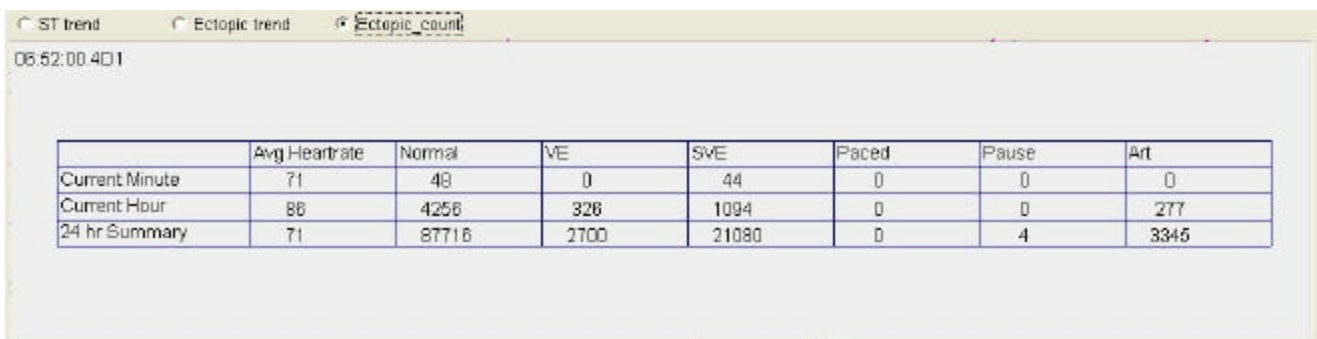 ST trend Ectopic trend Ectopic_count
06:52:00.401
Avg Heartrate Normal VE SVE Paced Pause Art
Current Minute 71 48 0 44 0 0 0
Current Hour 86 4256 326 1094 0 0 277
24 hr Summary 71 87716 2700 21080 0 4 3345